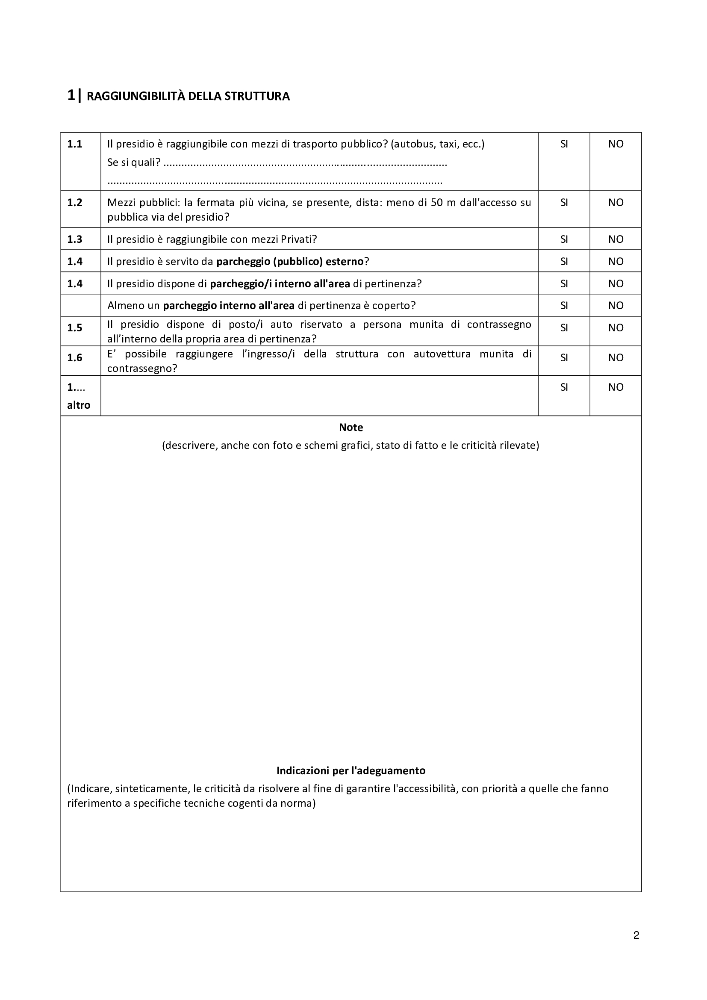 1| RAGGIUNGIBILITÀ DELLA STRUTTURA
1.1 Il presidio è raggiungibile con mezzi di trasporto pubblico? (autobus, taxi, ecc.) SI NO
Se si quali? ...............................................................................................
................................................................................................................
1.2 Mezzi pubblici: la fermata più vicina, se presente, dista: meno di 50 m dall'accesso su SI NO
pubblica via del presidio?
1.3 Il presidio è raggiungibile con mezzi Privati? SI NO
1.4 Il presidio è servito da parcheggio (pubblico) esterno? SI NO
1.4 Il presidio dispone di parcheggio/i interno all'area di pertinenza? SI NO
Almeno un parcheggio interno all'area di pertinenza è coperto? SI NO
1.5 Il presidio dispone di posto/i auto riservato a persona munita di contrassegno SI NO
all’interno della propria area di pertinenza?
1.6 E’ possibile raggiungere l’ingresso/i della struttura con autovettura munita di SI NO
contrassegno?
1.... SI NO
altro
Note
(descrivere, anche con foto e schemi grafici, stato di fatto e le criticità rilevate)
Indicazioni per l'adeguamento
(Indicare, sinteticamente, le criticità da risolvere al fine di garantire l'accessibilità, con priorità a quelle che fanno
riferimento a specifiche tecniche cogenti da norma)
2